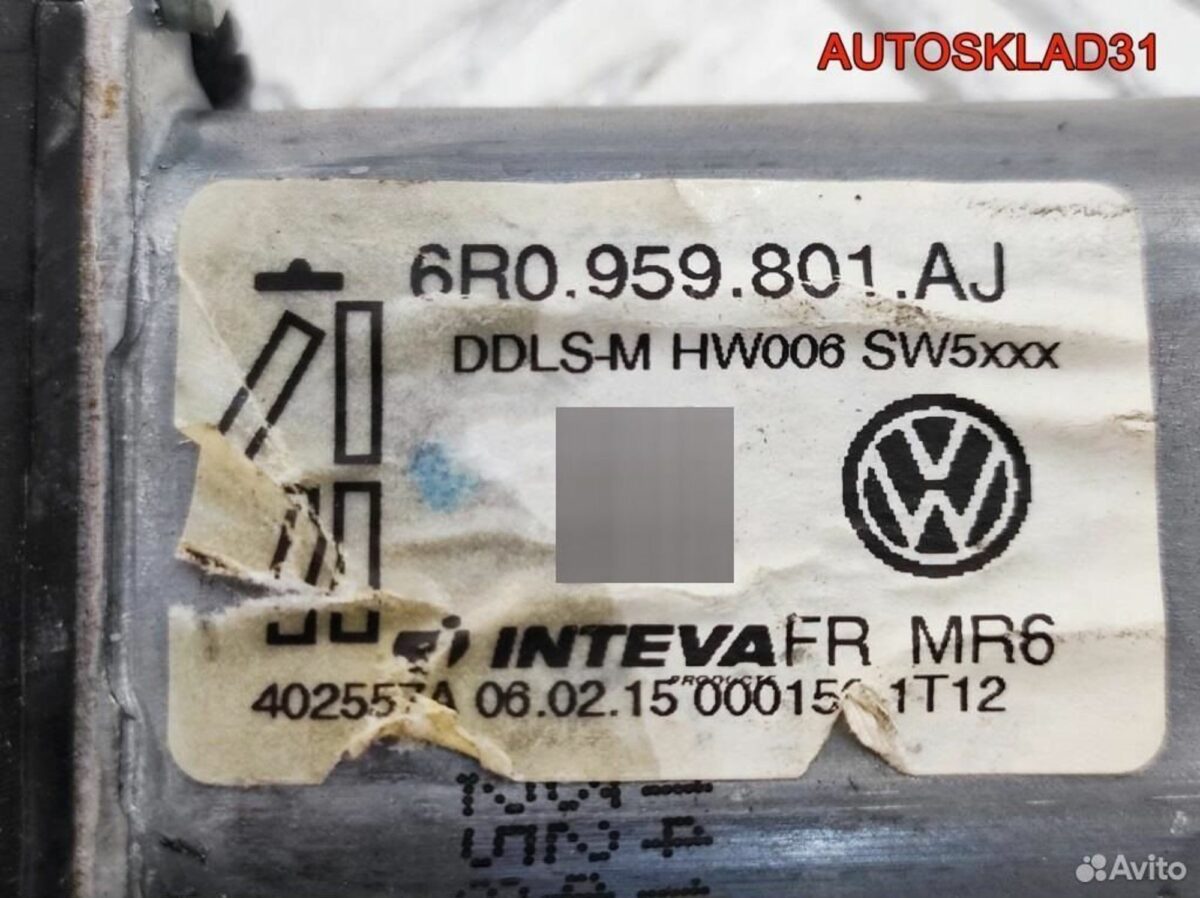 AUTOSKLAD31
6R0.959.801.AJ
DDLS-M HW006 SW5xxx
INTEVA FR MR6
PRODUCTS
06.02.15 1T12
Avito